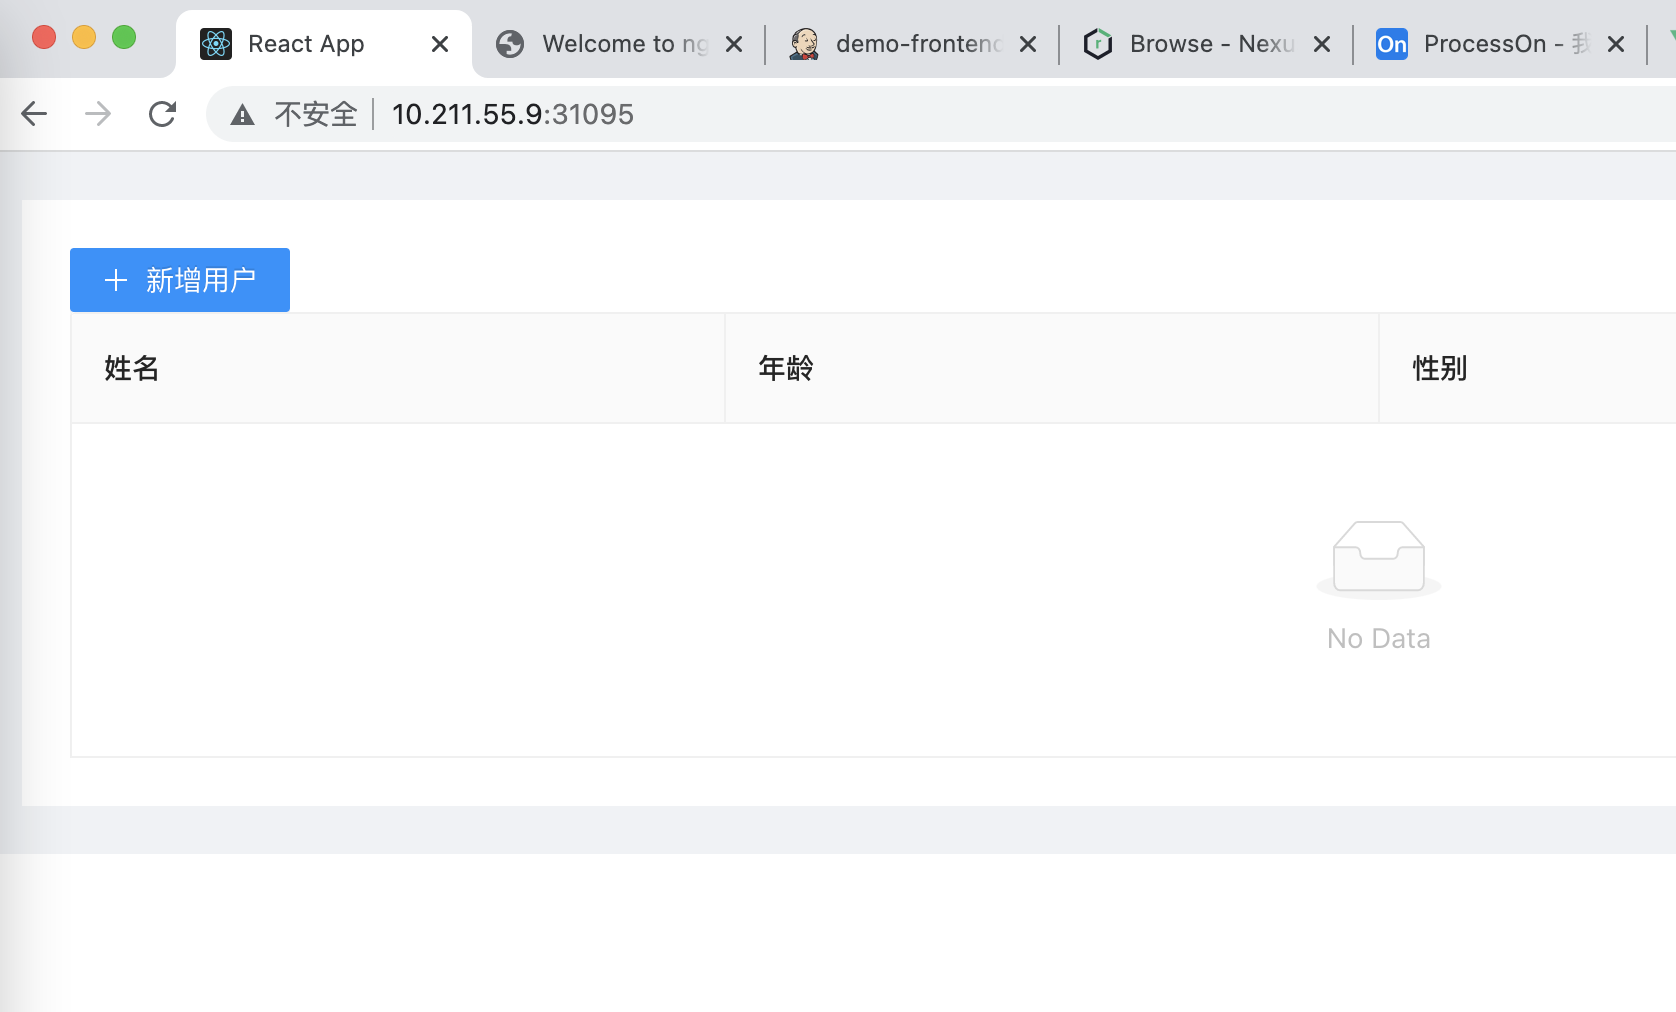 React App
Welcome to ng
demo-frontend
Browse - Nexu
On
ProcessOn - 我
不安全
10.211.55.9:31095
新增用户
姓名
年龄
性别
No Data